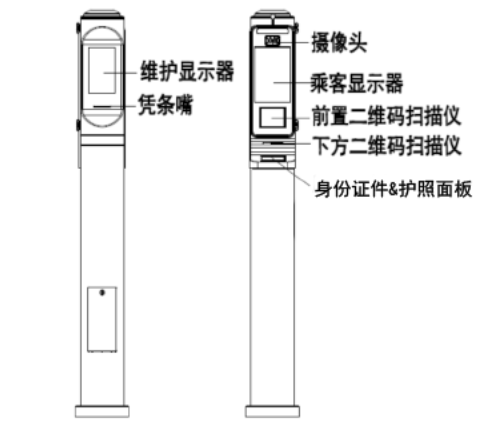 维护显示器
凭条嘴
摄像头
乘客显示器
前置二维码扫描仪
下方二维码扫描仪
身份证件&护照面板